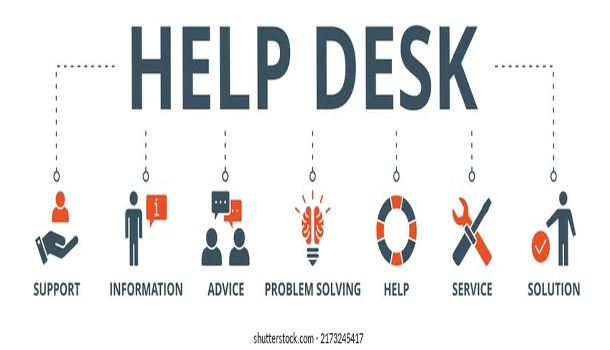 HELP DESK
i
SUPPORT INFORMATION ADVICE PROBLEM SOLVING HELP SERVICE SOLUTION
shutterstock.com · 2173245417